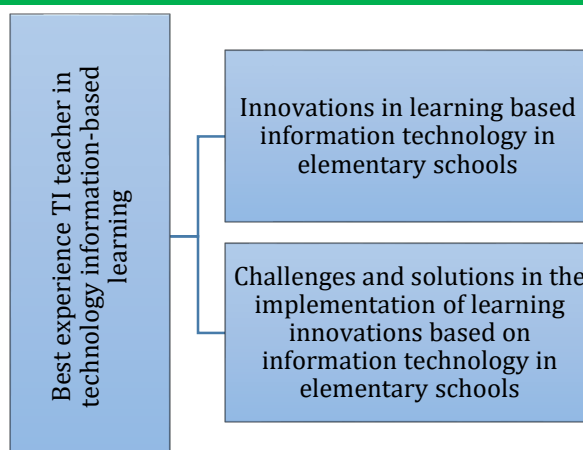 Best experience TI teacher in
technology information-based
learning
Innovations in learning based
information technology in
elementary schools
Challenges and solutions in the
implementation of learning
innovations based on
information technology in
elementary schools